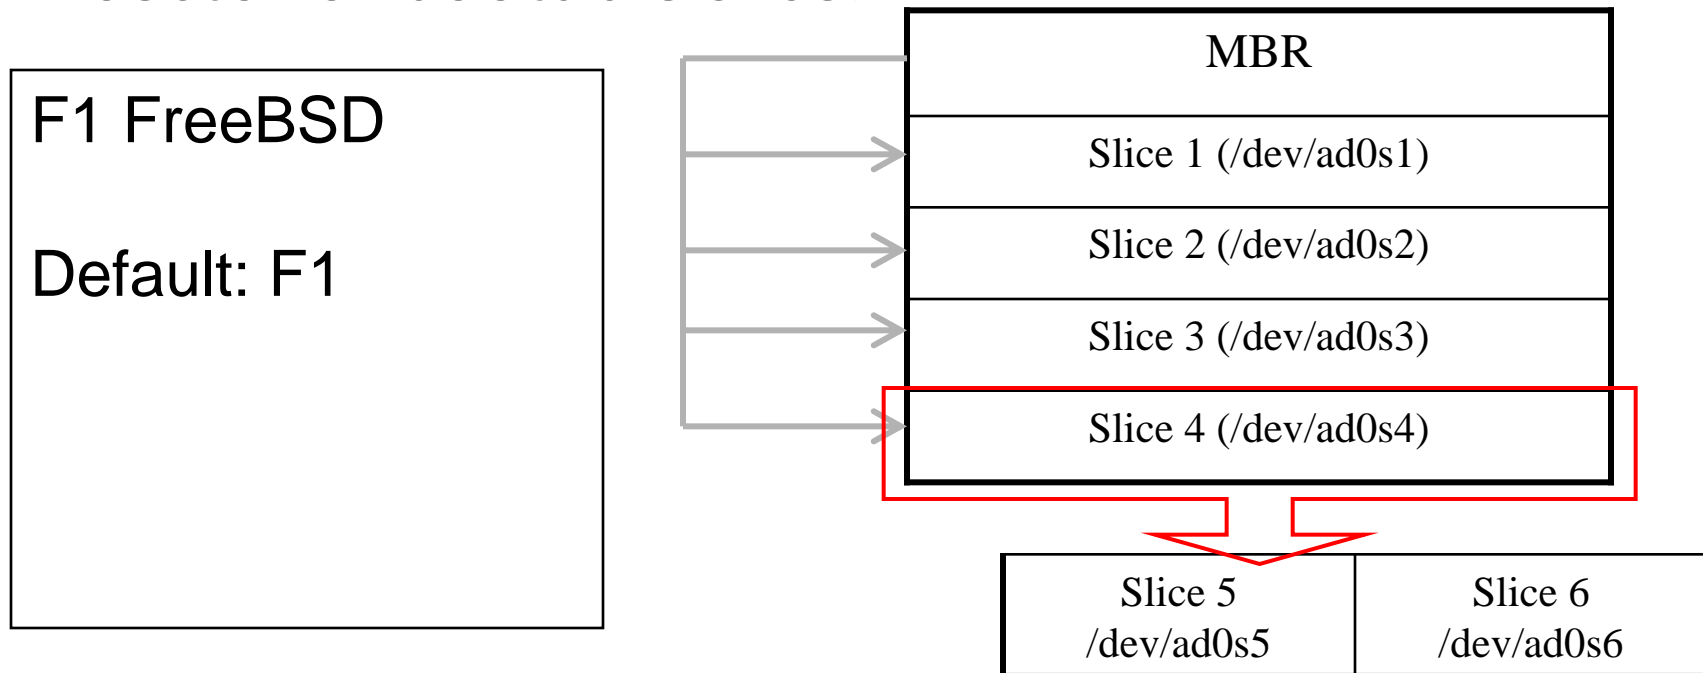 F1 FreeBSD
Default: F1
MBR
Slice 1 (/dev/ad0s1)
Slice 2 (/dev/ad0s2)
Slice 3 (/dev/ad0s3)
Slice 4 (/dev/ad0s4)
Slice 5
/dev/ad0s5
Slice 6
/dev/ad0s6